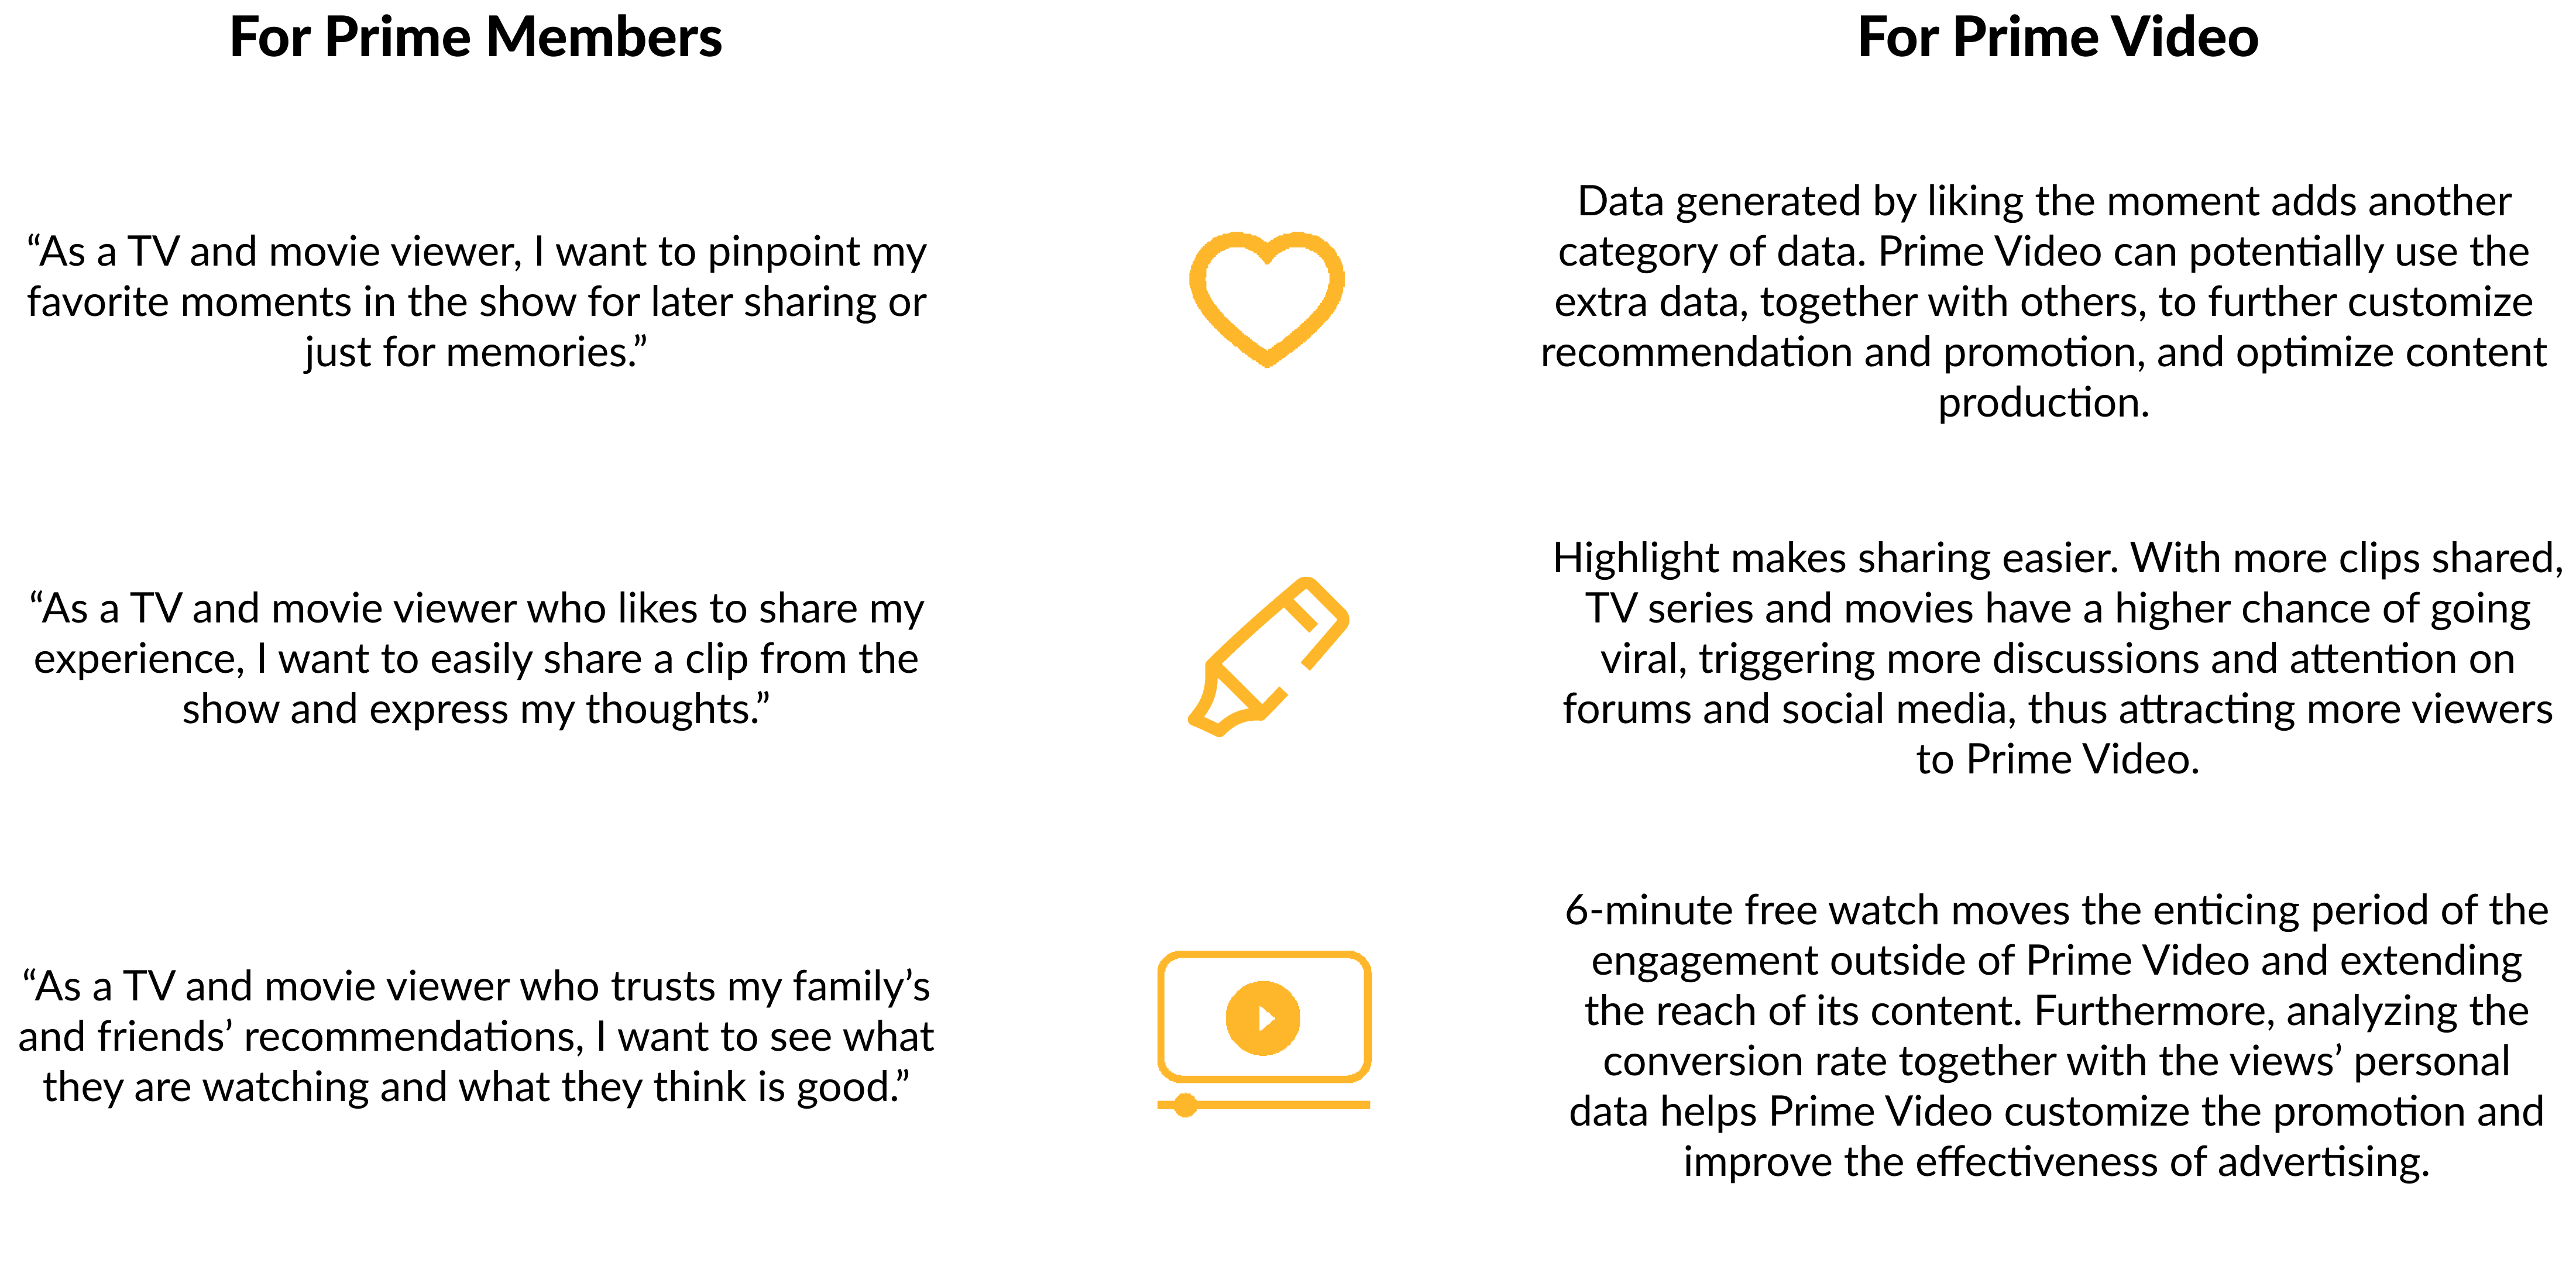 For Prime Members
For Prime Video
“As a TV and movie viewer, I want to pinpoint my
favorite moments in the show for later sharing or
just for memories.”
Data generated by liking the moment adds another
category of data. Prime Video can potentially use the
extra data, together with others, to further customize
recommendation and promotion, and optimize content
production.
“As a TV and movie viewer who likes to share my
experience, I want to easily share a clip from the
show and express my thoughts.”
Highlight makes sharing easier. With more clips shared,
TV series and movies have a higher chance of going
viral, triggering more discussions and attention on
forums and social media, thus attracting more viewers
to Prime Video.
“As a TV and movie viewer who trusts my family’s
and friends’ recommendations, I want to see what
they are watching and what they think is good.”
6-minute free watch moves the enticing period of the
engagement outside of Prime Video and extending
the reach of its content. Furthermore, analyzing the
conversion rate together with the views’ personal
data helps Prime Video customize the promotion and
improve the effectiveness of advertising.